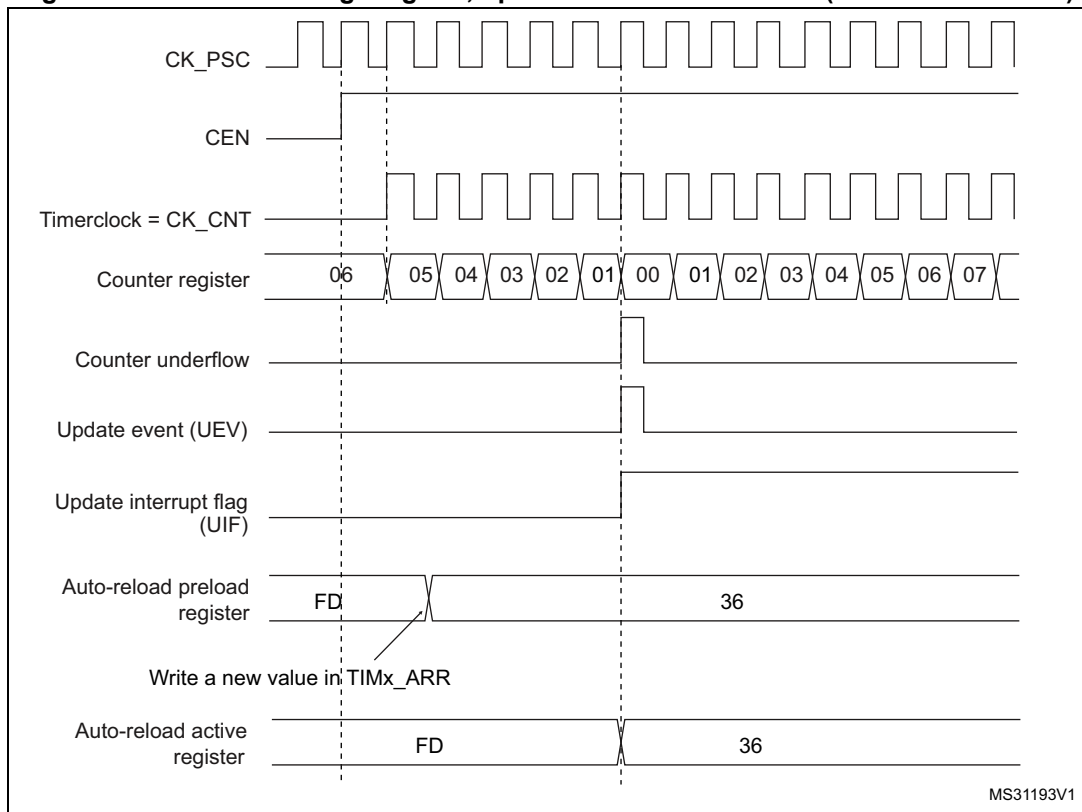 CK_PSC
CEN
Timerclock = CK_CNT
Counter register 06 05 04 03 02 01 00 01 02 03 04 05 06 07
Counter underflow
Update event (UEV)
Update interrupt flag
(UIF)
Auto-reload preload
register
FD 36
Write a new value in TIMx_ARR
Auto-reload active
register
FD 36
MS31193V1